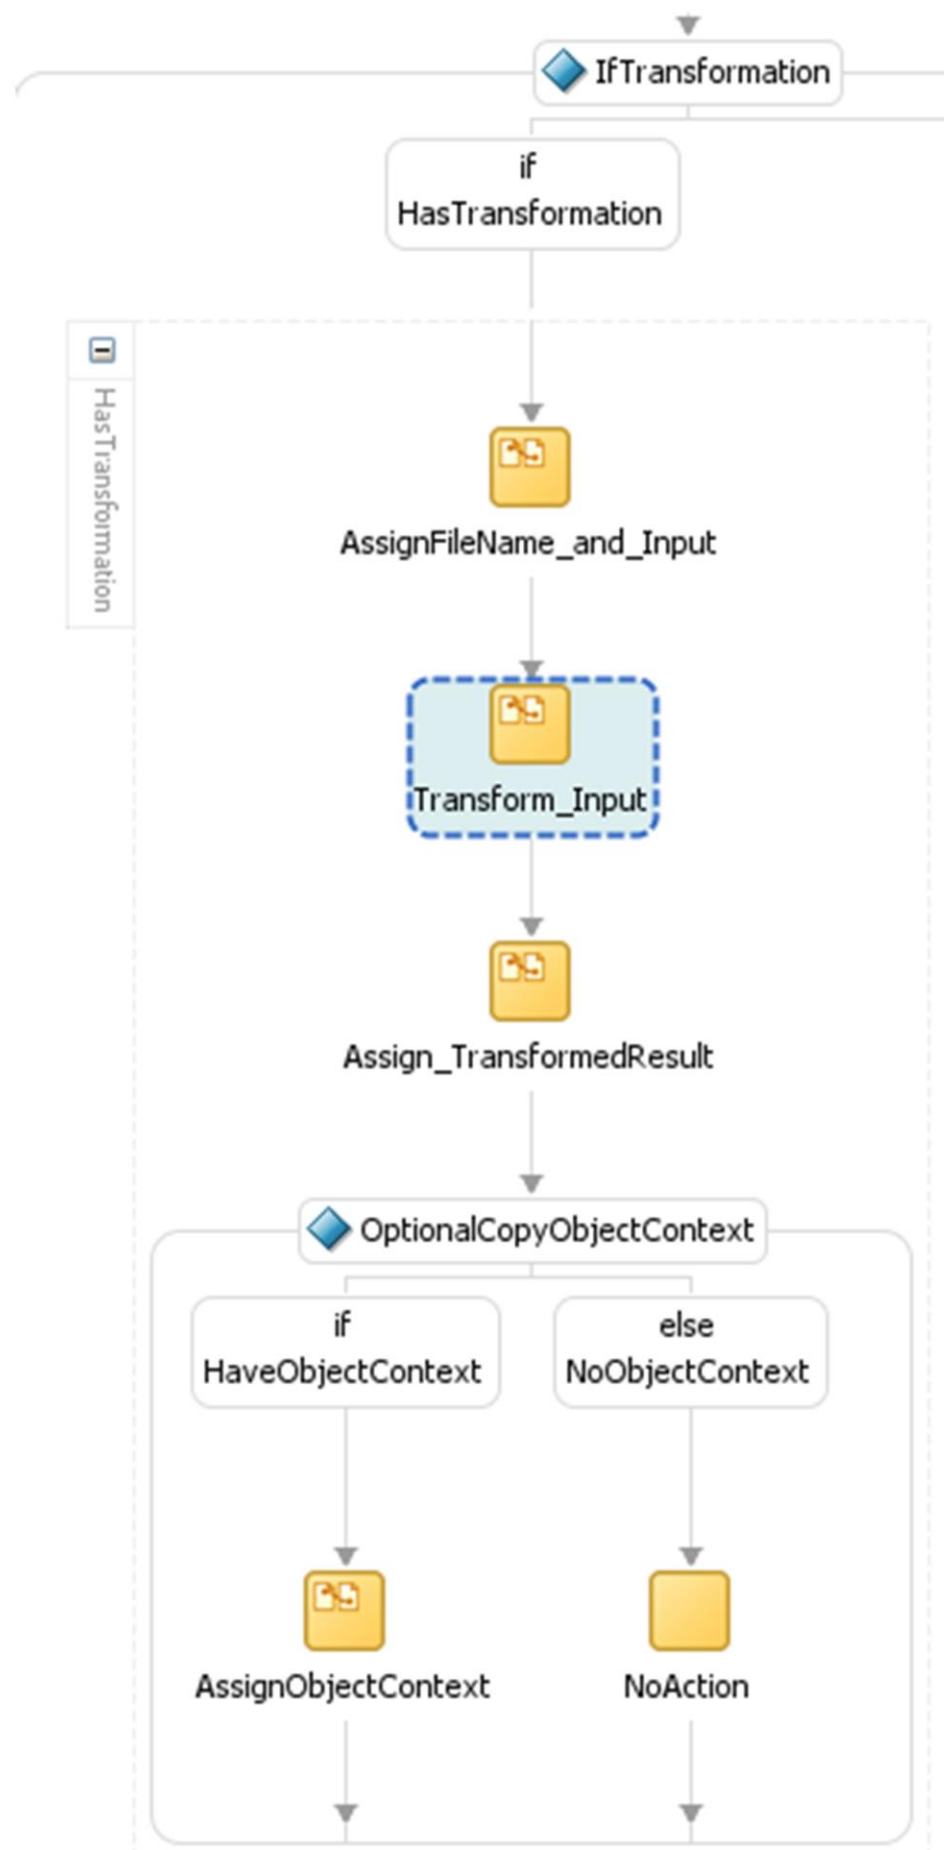 IfTransformation
if
HasTransformation
HasTransformation
AssignFileName_and_Input
Transform_Input
Assign_TransformedResult
OptionalCopyObjectContext
if
HaveObjectContext
else
NoObjectContext
AssignObjectContext
NoAction